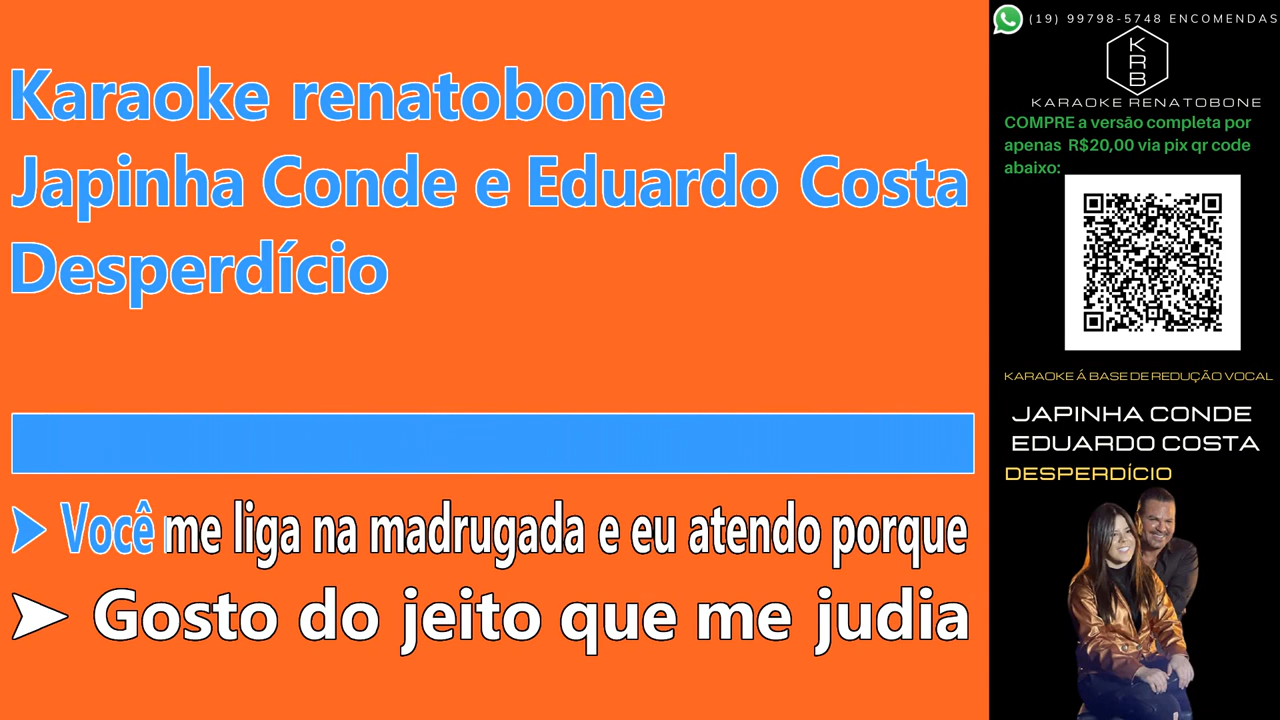 Karaoke renatobone
Japinha Conde e Eduardo Costa
Desperdício
➤ Você me liga na madrugada e eu atendo porque
➤ Gosto do jeito que me judia
(19) 99798-5748 ENCOMENDAS
K
R
B
KARAOKE RENATOBONE
COMPRE a versão completa por
apenas R$20,00 via pix qr code
abaixo:
KARAOKE Á BASE DE REDUÇÃO VOCAL
JAPINHA CONDE
EDUARDO COSTA
DESPERDÍCIO